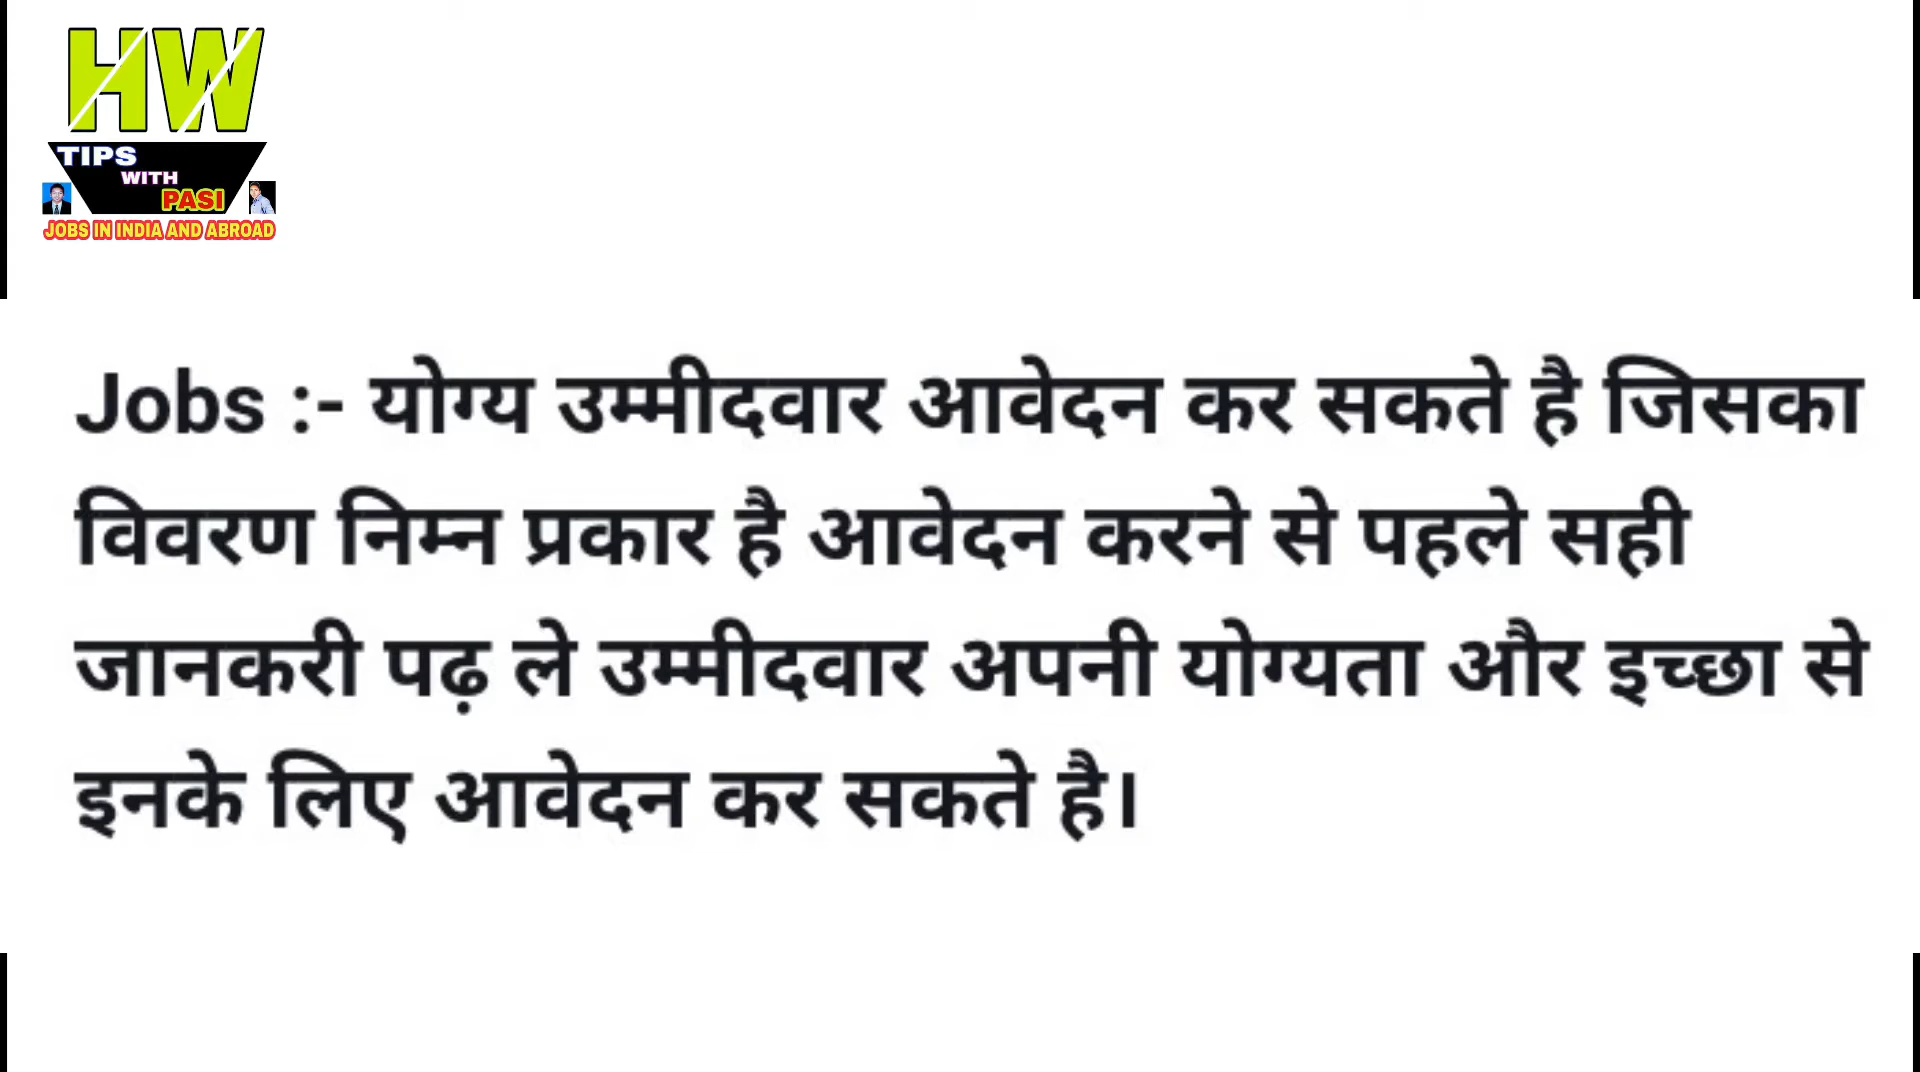 HW
TIPS
WITH
PASI
JOBS IN INDIA AND ABROAD
Jobs :- योग्य उम्मीदवार आवेदन कर सकते है जिसका
विवरण निम्न प्रकार है आवेदन करने से पहले सही
जानकरी पढ़ ले उम्मीदवार अपनी योग्यता और इच्छा से
इनके लिए आवेदन कर सकते है।